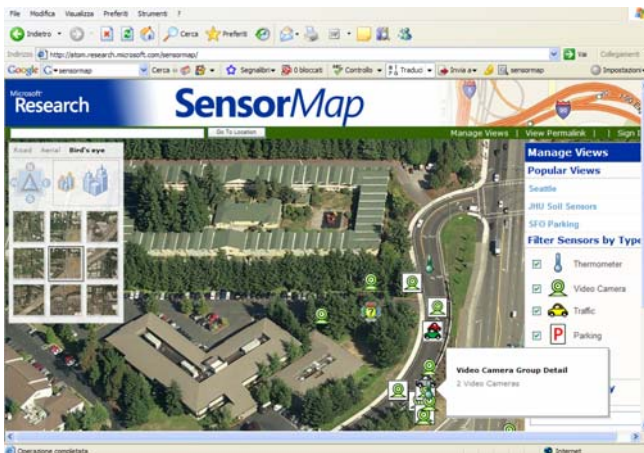 File Modifica Visualizza Preferiti Strumenti ?
Indietro Cerca Preferiti
Indirizzo http://atom.research.microsoft.com/sensormap/ Vai Collegamenti
Google sensormap Cerca Segnalibri 0 bloccati Controllo Traduci Invia a sensormap Impostazioni
Microsoft
Research
SensorMap
Go To Location Manage Views | View Permalink | | Sign
Road Aerial Bird's eye
Manage Views
Popular Views
Seattle
JHU Soil Sensors
SFO Parking
Filter Sensors by Type
Thermometer
Video Camera
Traffic
P Parking
Video Camera Group Detail
2 Video Cameras
Operazione completata Internet